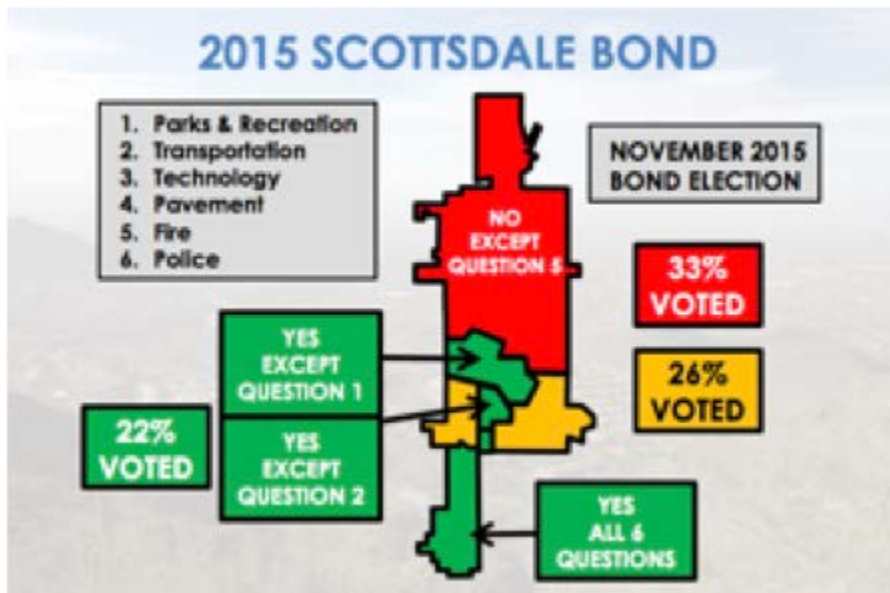 2015 SCOTTSDALE BOND
1. Parks & Recreation
2. Transportation
3. Technology
4. Pavement
5. Fire
6. Police
NOVEMBER 2015
BOND ELECTION
NO
EXCEPT
QUESTION 5
33%
VOTED
YES
EXCEPT
QUESTION 1
26%
VOTED
22%
VOTED
YES
EXCEPT
QUESTION 2
YES
ALL 6
QUESTIONS